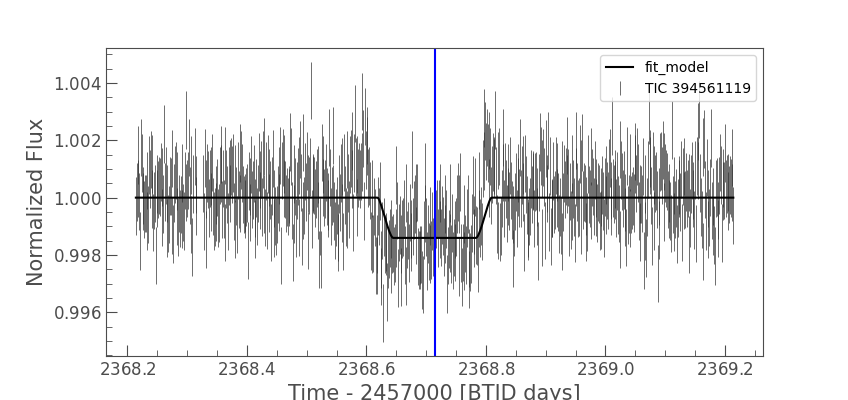 fit_model
TIC 394561119
1.004
1.002
1.000
0.998
0.996
Normalized Flux
2368.2 2368.4 2368.6 2368.8 2369.0 2369.2
Time - 2457000 [BTJD days]